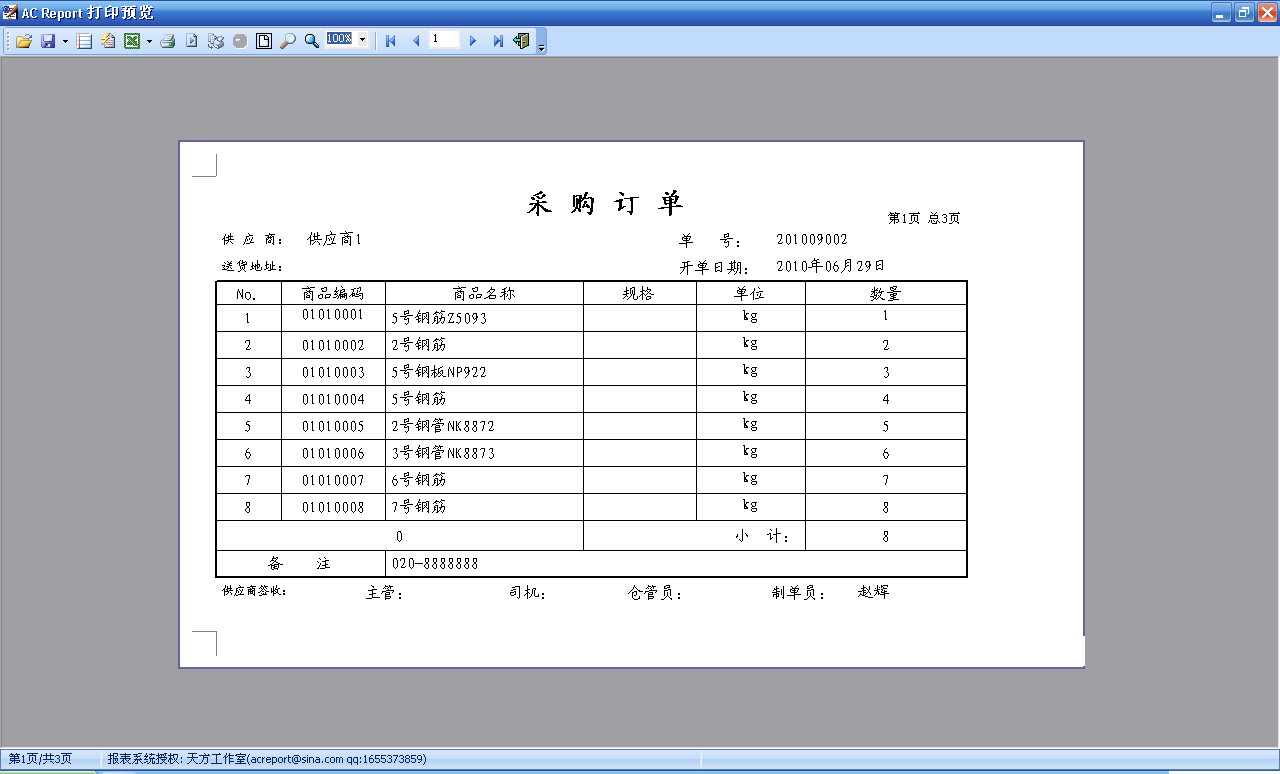 AC Report 打印预览
100% 1
采 购 订 单
第1页 总3页
供 应 商： 供应商1 单 号： 201009002
送货地址： 开单日期： 2010年06月29日
No. 商品编码 商品名称 规格 单位 数量
1 01010001 5号钢筋Z5093 kg 1
2 01010002 2号钢筋 kg 2
3 01010003 5号钢板NP922 kg 3
4 01010004 5号钢筋 kg 4
5 01010005 2号钢管NK8872 kg 5
6 01010006 3号钢管NK8873 kg 6
7 01010007 6号钢筋 kg 7
8 01010008 7号钢筋 kg 8
0 小 计： 8
备 注 020-8888888
供应商签收： 主管： 司机： 仓管员： 制单员： 赵辉
第1页/共3页 报表系统授权: 天方工作室(acreport@sina.com qq:1655373859)